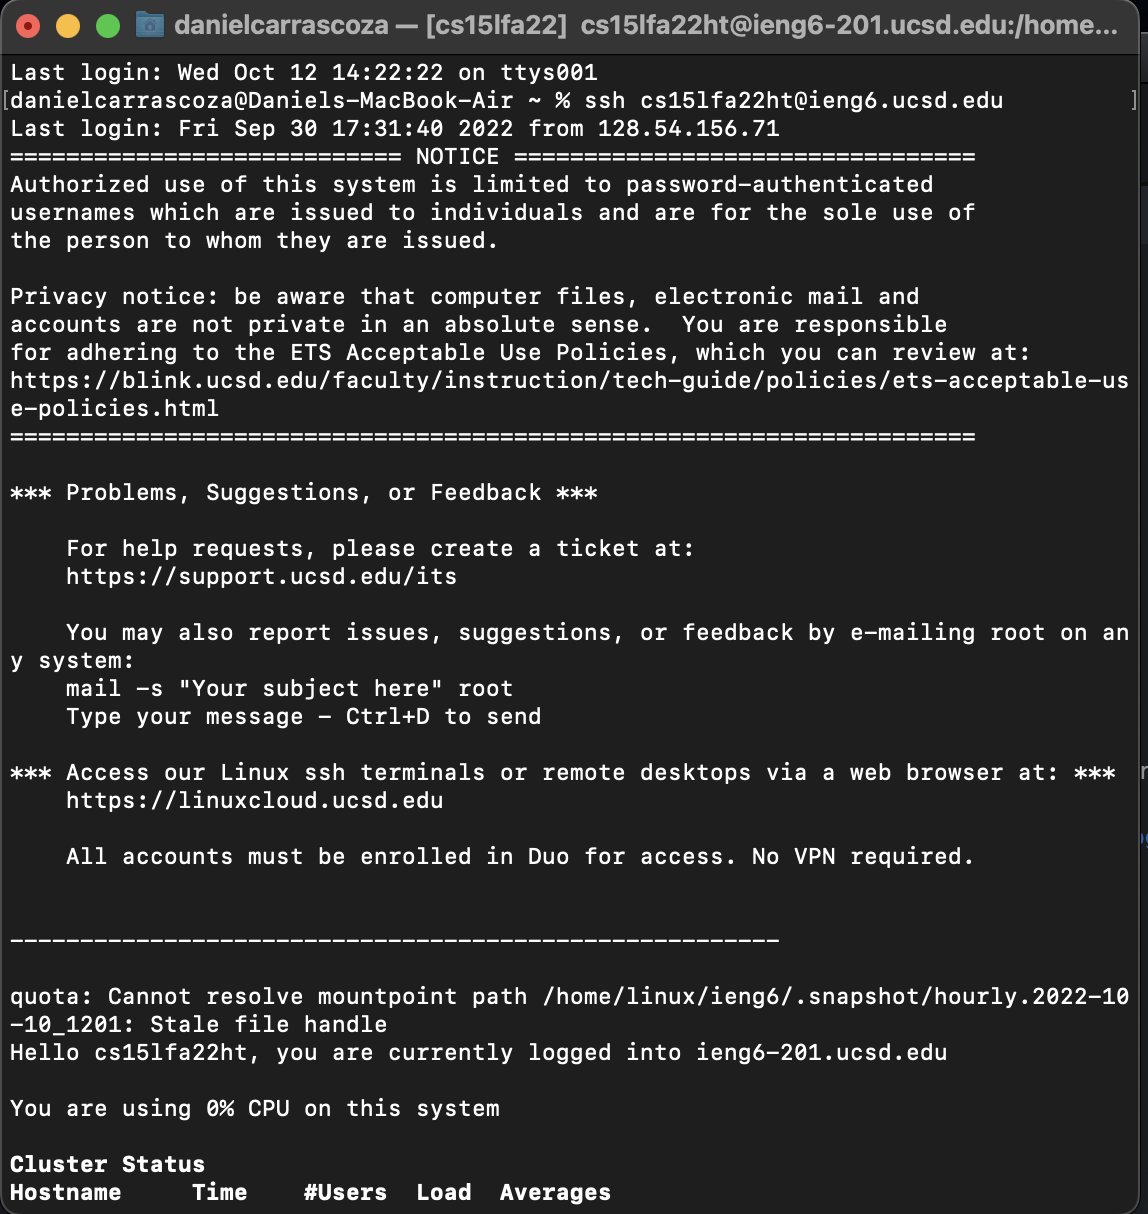 danielcarrascoza — [cs15lfa22] cs15lfa22ht@ieng6-201.ucsd.edu:/home...
Last login: Wed Oct 12 14:22:22 on ttys001
[danielcarrascoza@Daniels-MacBook-Air ~ % ssh cs15lfa22ht@ieng6.ucsd.edu ]
Last login: Fri Sep 30 17:31:40 2022 from 128.54.156.71
============================ NOTICE =================================
Authorized use of this system is limited to password-authenticated
usernames which are issued to individuals and are for the sole use of
the person to whom they are issued.
Privacy notice: be aware that computer files, electronic mail and
accounts are not private in an absolute sense.  You are responsible
for adhering to the ETS Acceptable Use Policies, which you can review at:
https://blink.ucsd.edu/faculty/instruction/tech-guide/policies/ets-acceptable-us
e-policies.html
=====================================================================
*** Problems, Suggestions, or Feedback ***
    For help requests, please create a ticket at:
    https://support.ucsd.edu/its
    You may also report issues, suggestions, or feedback by e-mailing root on an
y system:
    mail -s "Your subject here" root
    Type your message - Ctrl+D to send
*** Access our Linux ssh terminals or remote desktops via a web browser at: ***
    https://linuxcloud.ucsd.edu
    All accounts must be enrolled in Duo for access. No VPN required.
-------------------------------------------------------
quota: Cannot resolve mountpoint path /home/linux/ieng6/.snapshot/hourly.2022-10
-10_1201: Stale file handle
Hello cs15lfa22ht, you are currently logged into ieng6-201.ucsd.edu
You are using 0% CPU on this system
Cluster Status
Hostname     Time    #Users  Load  Averages